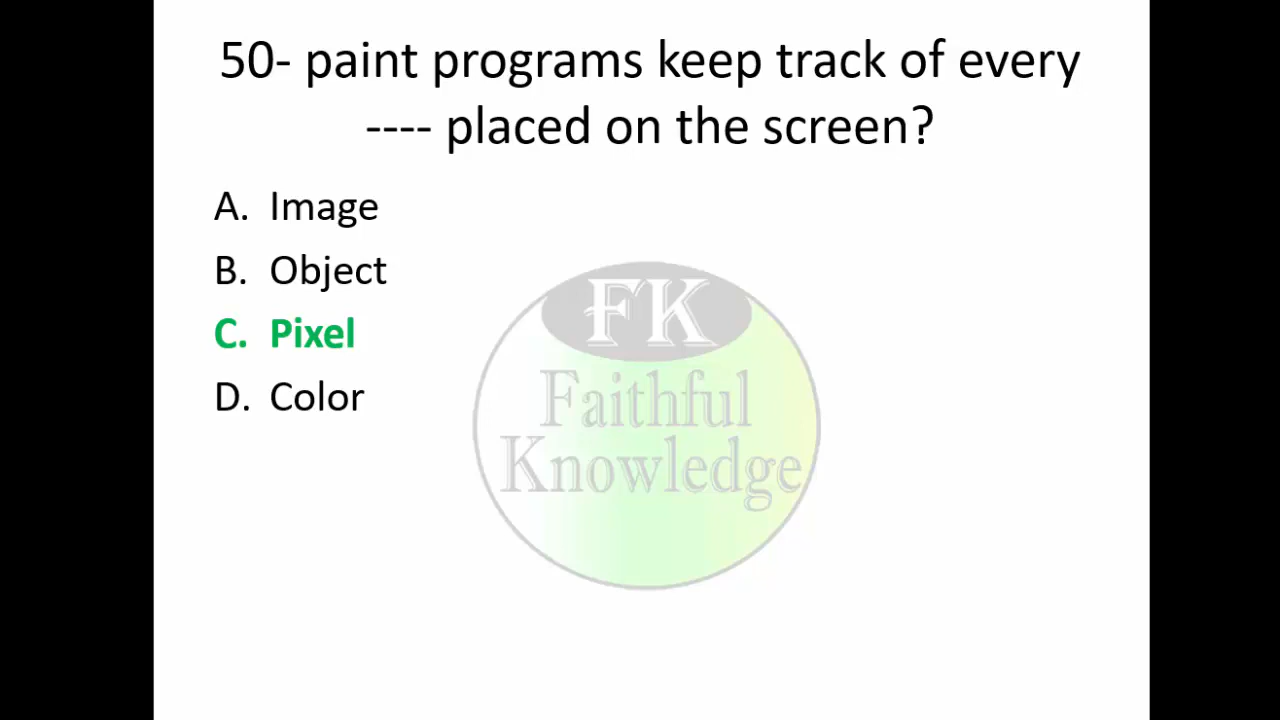 50- paint programs keep track of every
---- placed on the screen?
A. Image
B. Object
C. Pixel
D. Color
FK
Faithful
Knowledge